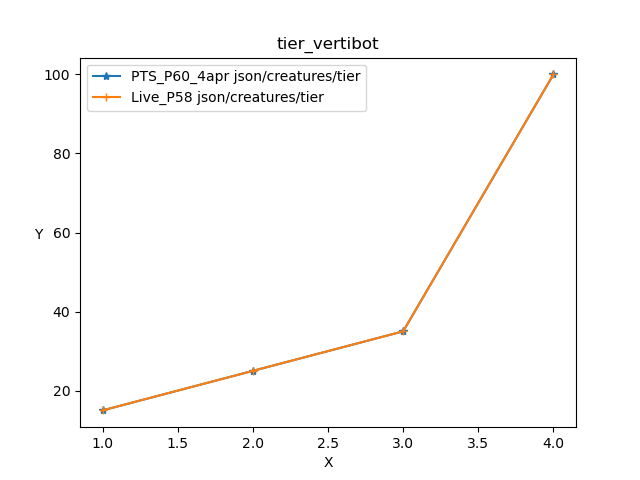 tier_vertibot
PTS_P60_4apr json/creatures/tier
Live_P58 json/creatures/tier
100
80
60
40
20
Y
1.0 1.5 2.0 2.5 3.0 3.5 4.0
X